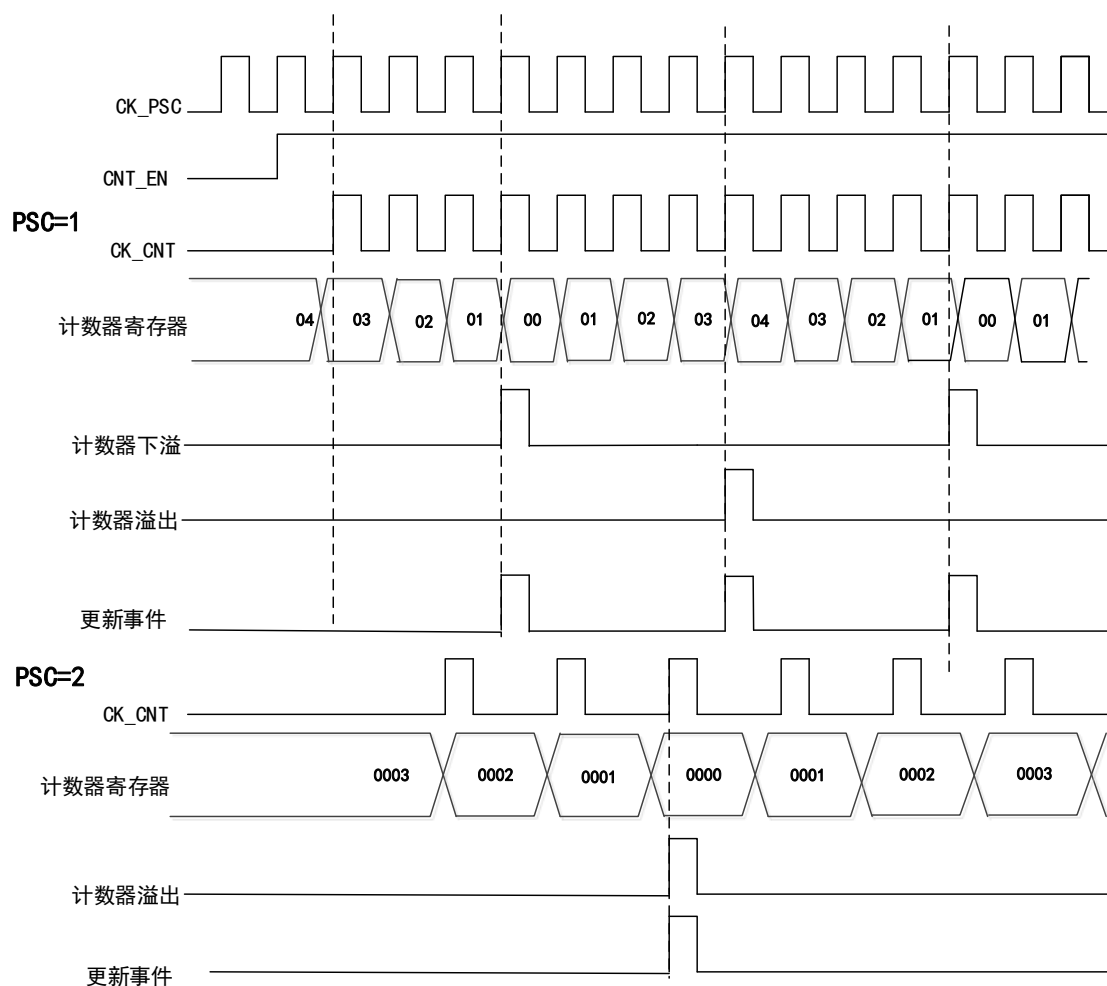 CK_PSC
CNT_EN
PSC=1
CK_CNT
计数器寄存器 04 03 02 01 00 01 02 03 04 03 02 01 00 01
计数器下溢
计数器溢出
更新事件
PSC=2
CK_CNT
计数器寄存器 0003 0002 0001 0000 0001 0002 0003
计数器溢出
更新事件